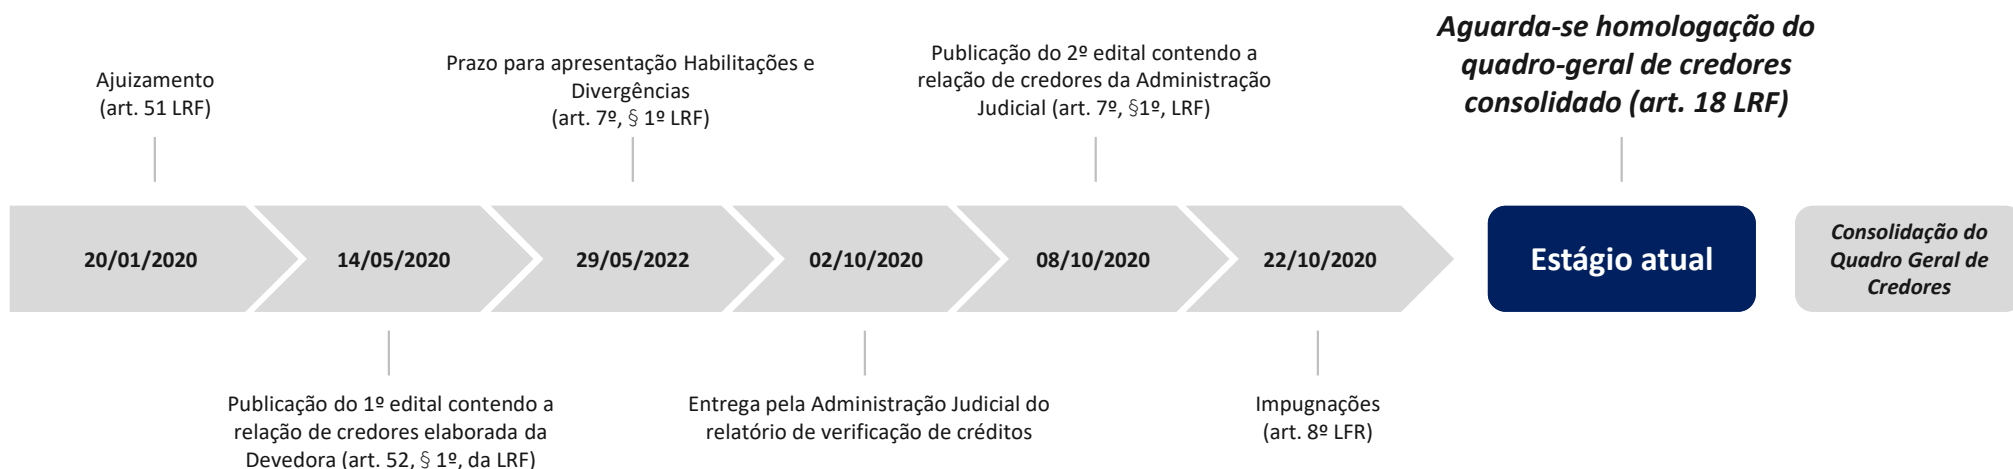 Ajuizamento
(art. 51 LRF)
Prazo para apresentação Habilitações e
Divergências
(art. 7º, § 1º LRF)
Publicação do 2º edital contendo a
relação de credores da Administração
Judicial (art. 7º, §1º, LRF)
Aguarda-se homologação do
quadro-geral de credores
consolidado (art. 18 LRF)
20/01/2020
14/05/2020
29/05/2022
02/10/2020
08/10/2020
22/10/2020
Estágio atual
Consolidação do
Quadro Geral de
Credores
Publicação do 1º edital contendo a
relação de credores elaborada da
Devedora (art. 52, § 1º, da LRF)
Entrega pela Administração Judicial do
relatório de verificação de créditos
Impugnações
(art. 8º LFR)